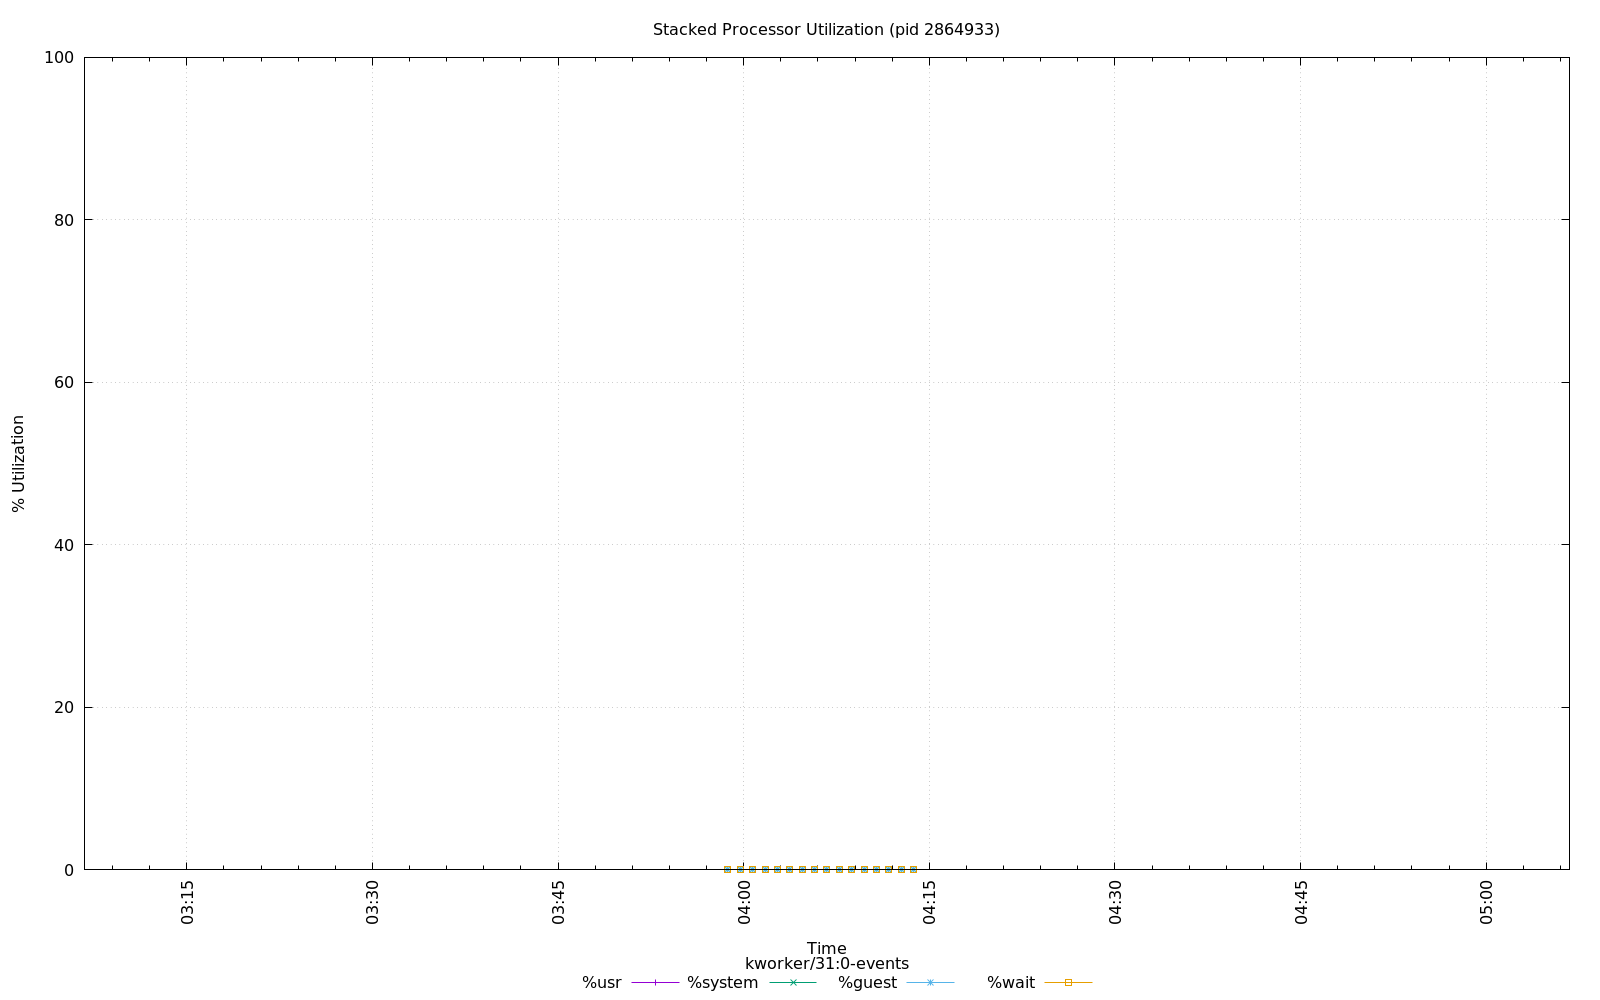 Stacked Processor Utilization (pid 2864933)
100
80
60
40
20
0
% Utilization
03:15
03:30
03:45
04:00
04:15
04:30
04:45
05:00
Time
kworker/31:0-events
%usr %system %guest %wait